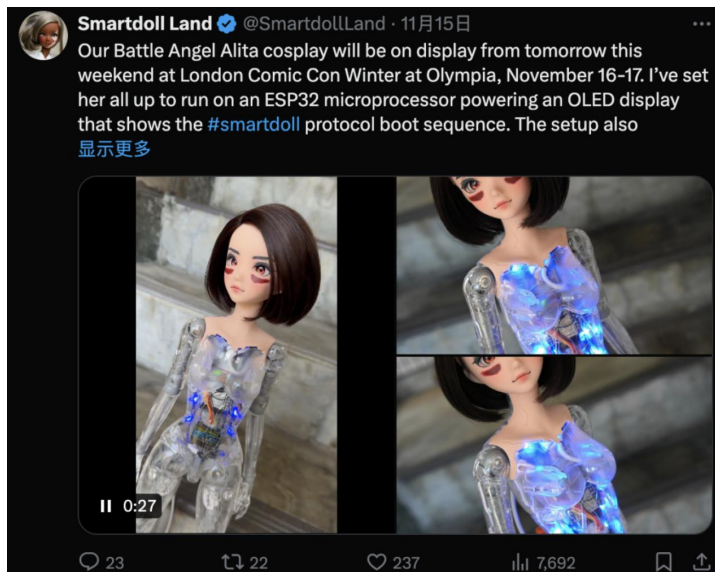 Smartdoll Land @SmartdollLand · 11月15日
Our Battle Angel Alita cosplay will be on display from tomorrow this
weekend at London Comic Con Winter at Olympia, November 16-17. I’ve set
her all up to run on an ESP32 microprocessor powering an OLED display
that shows the #smartdoll protocol boot sequence. The setup also
显示更多
0:27
23 22 237 7,692